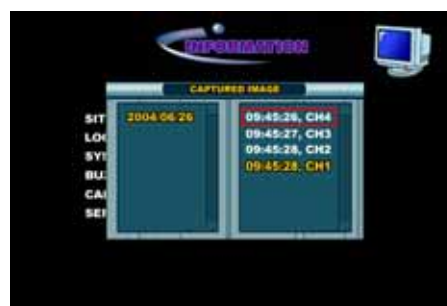 INFORMATION
CAPTURED IMAGE
2004/06/26
09:45:26, CH4
09:45:27, CH3
09:45:28, CH2
09:45:28, CH1
SIT
LO
SY
BU
CA
SE